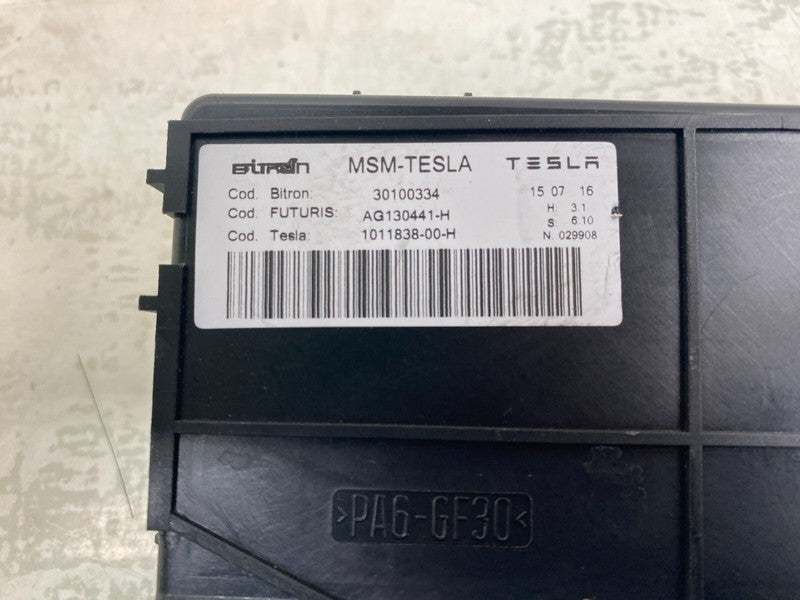 BITRON MSM-TESLA TESLA
Cod. Bitron: 30100334 15 07 16
Cod. FUTURIS: AG130441-H H: 3.1
S: 6.10
Cod. Tesla: 1011838-00-H N. 029908
>PA6-GF30<